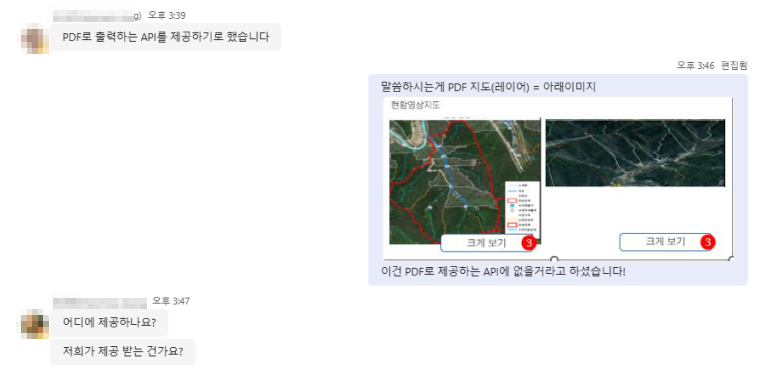 오후 3:39
PDF로 출력하는 API를 제공하기로 했습니다
오후 3:46 편집됨
말씀하시는게 PDF 지도(레이어) = 아래이미지
현황영상지도
크게 보기 3
크게 보기 3
이건 PDF로 제공하는 API에 없을거라고 하셨습니다!
오후 3:47
어디에 제공하나요?
저희가 제공 받는 건가요?